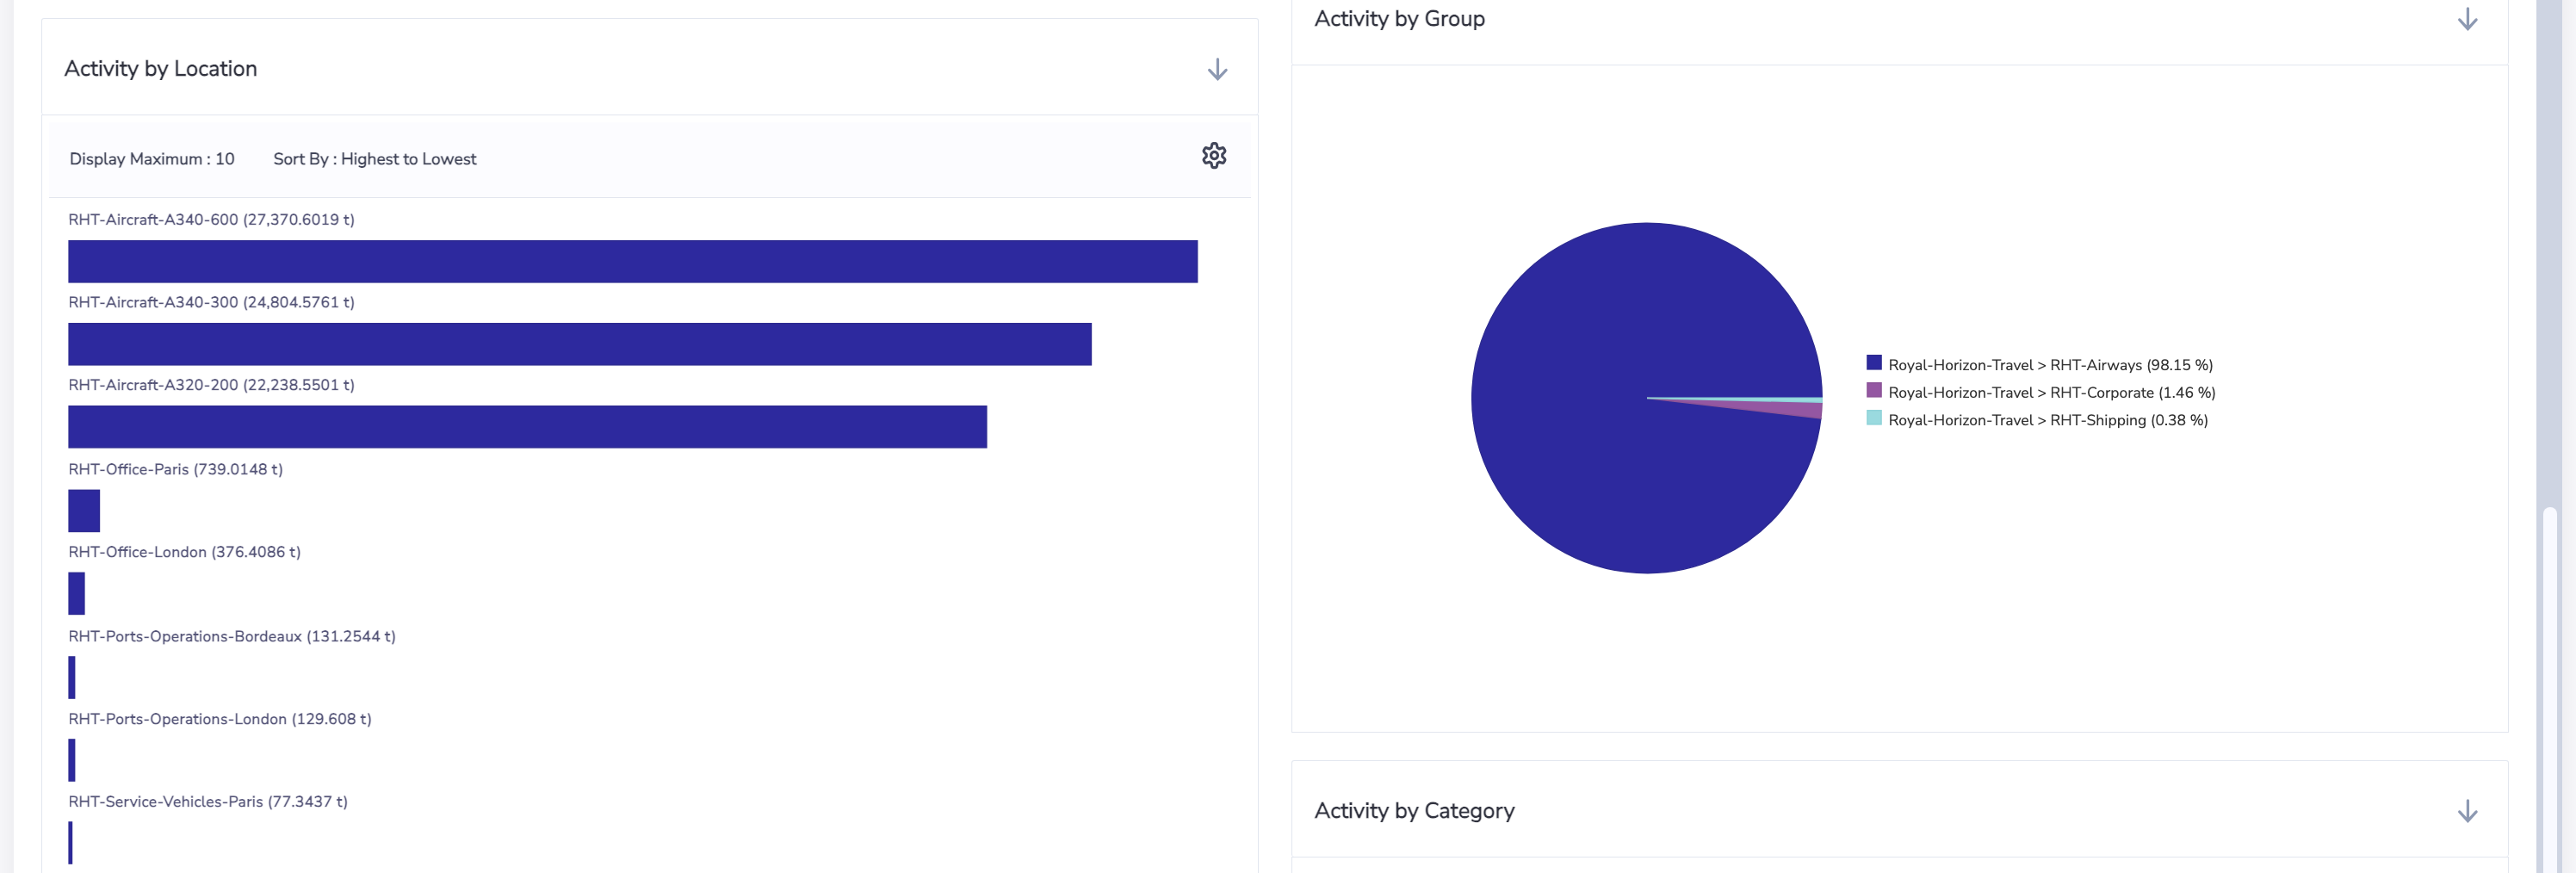 Activity by Location
Display Maximum : 10
Sort By : Highest to Lowest
RHT-Aircraft-A340-600 (27,370.6019 t)
RHT-Aircraft-A340-300 (24,804.5761 t)
RHT-Aircraft-A320-200 (22,238.5501 t)
RHT-Office-Paris (739.0148 t)
RHT-Office-London (376.4086 t)
RHT-Ports-Operations-Bordeaux (131.2544 t)
RHT-Ports-Operations-London (129.608 t)
RHT-Service-Vehicles-Paris (77.3437 t)
Activity by Group
Royal-Horizon-Travel > RHT-Airways (98.15 %)
Royal-Horizon-Travel > RHT-Corporate (1.46 %)
Royal-Horizon-Travel > RHT-Shipping (0.38 %)
Activity by Category